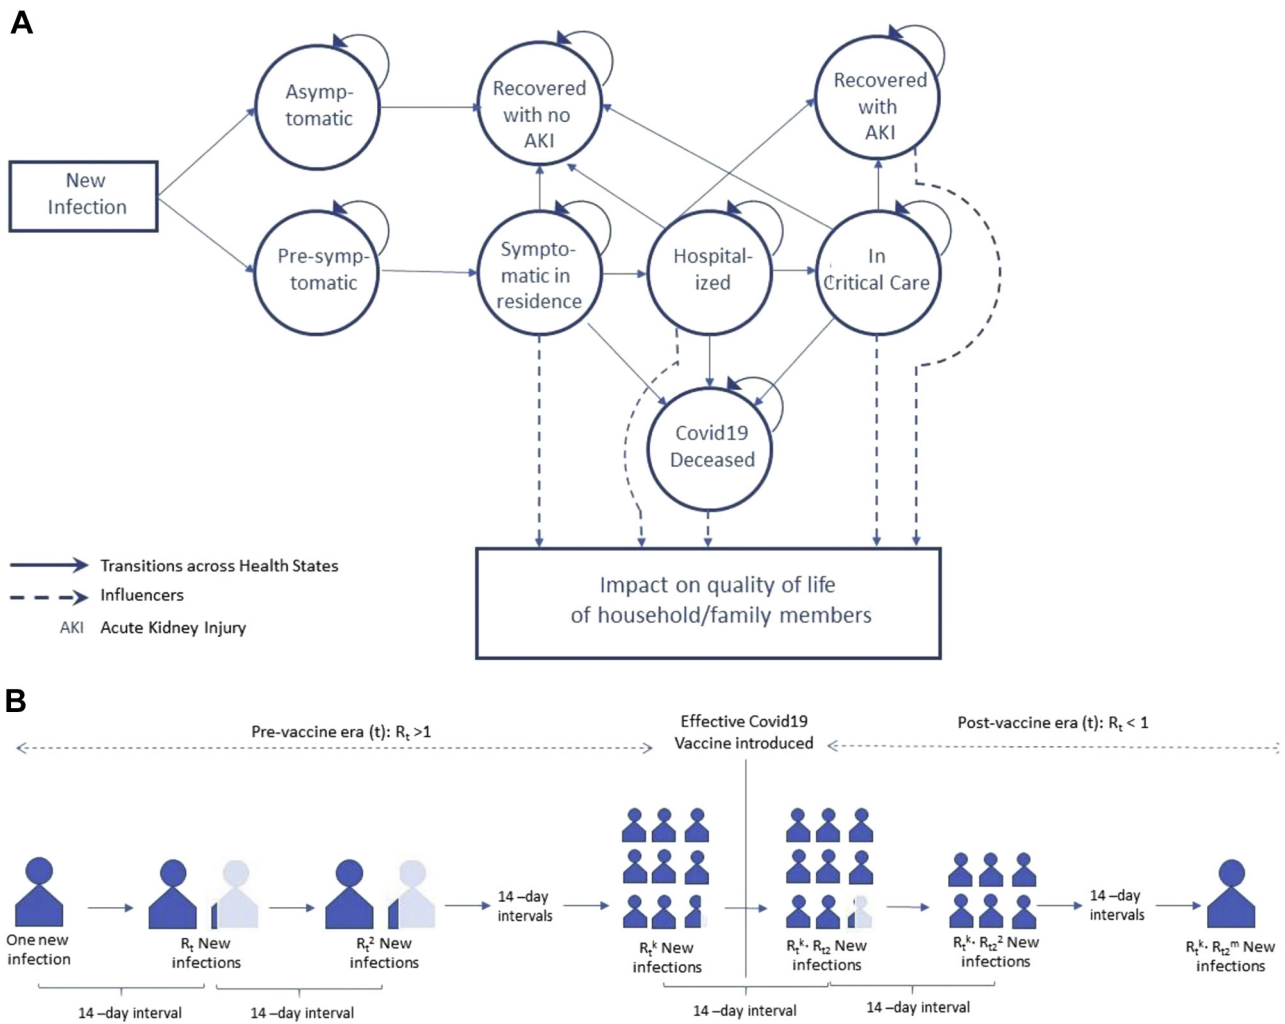 A
Asymp-
tomatic
Recovered
with no
AKI
Recovered
with
AKI
New
Infection
Pre-symp-
tomatic
Sympto-
matic in
residence
Hospital-
ized
In
Critical Care
Covid19
Deceased
Transitions across Health States
Influencers
AKI Acute Kidney Injury
Impact on quality of life
of household/family members
B
Pre-vaccine era (t): Rt >1
Effective Covid19
Vaccine introduced
Post-vaccine era (t): Rt < 1
One new
infection
Rt New
infections
Rt² New
infections
14 –day
intervals
Rtᵏ New
infections
Rtᵏ· Rt2 New
infections
Rtᵏ· Rt2² New
infections
14 –day
intervals
Rtᵏ· Rt2ᵐ New
infections
14 –day interval
14 –day interval
14 –day interval
14 –day interval